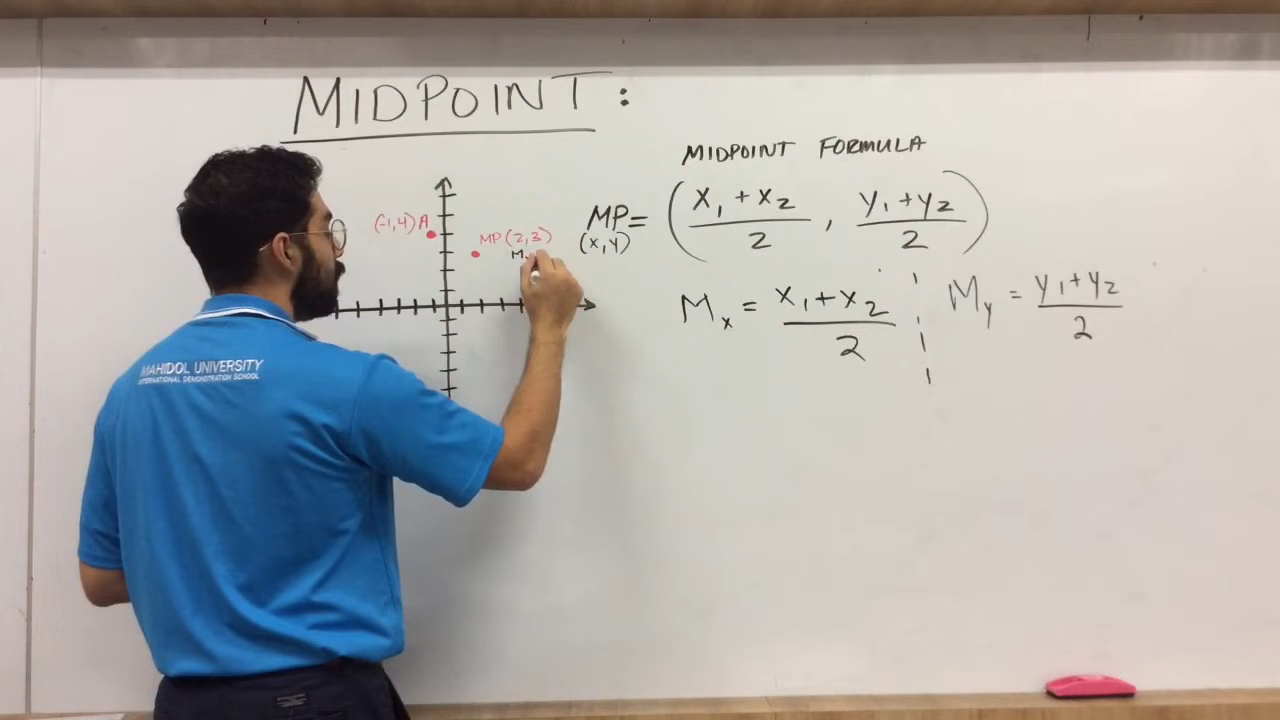 MIDPOINT :
MIDPOINT FORMULA
MP = ( x₁ + x₂ / 2 , y₁ + y₂ / 2 )
(x,y)
(-1,4) A
MP (2,3)
Mₓ = x₁ + x₂ / 2
M_y = y₁ + y₂ / 2
MAHIDOL UNIVERSITY
INTERNATIONAL DEMONSTRATION SCHOOL